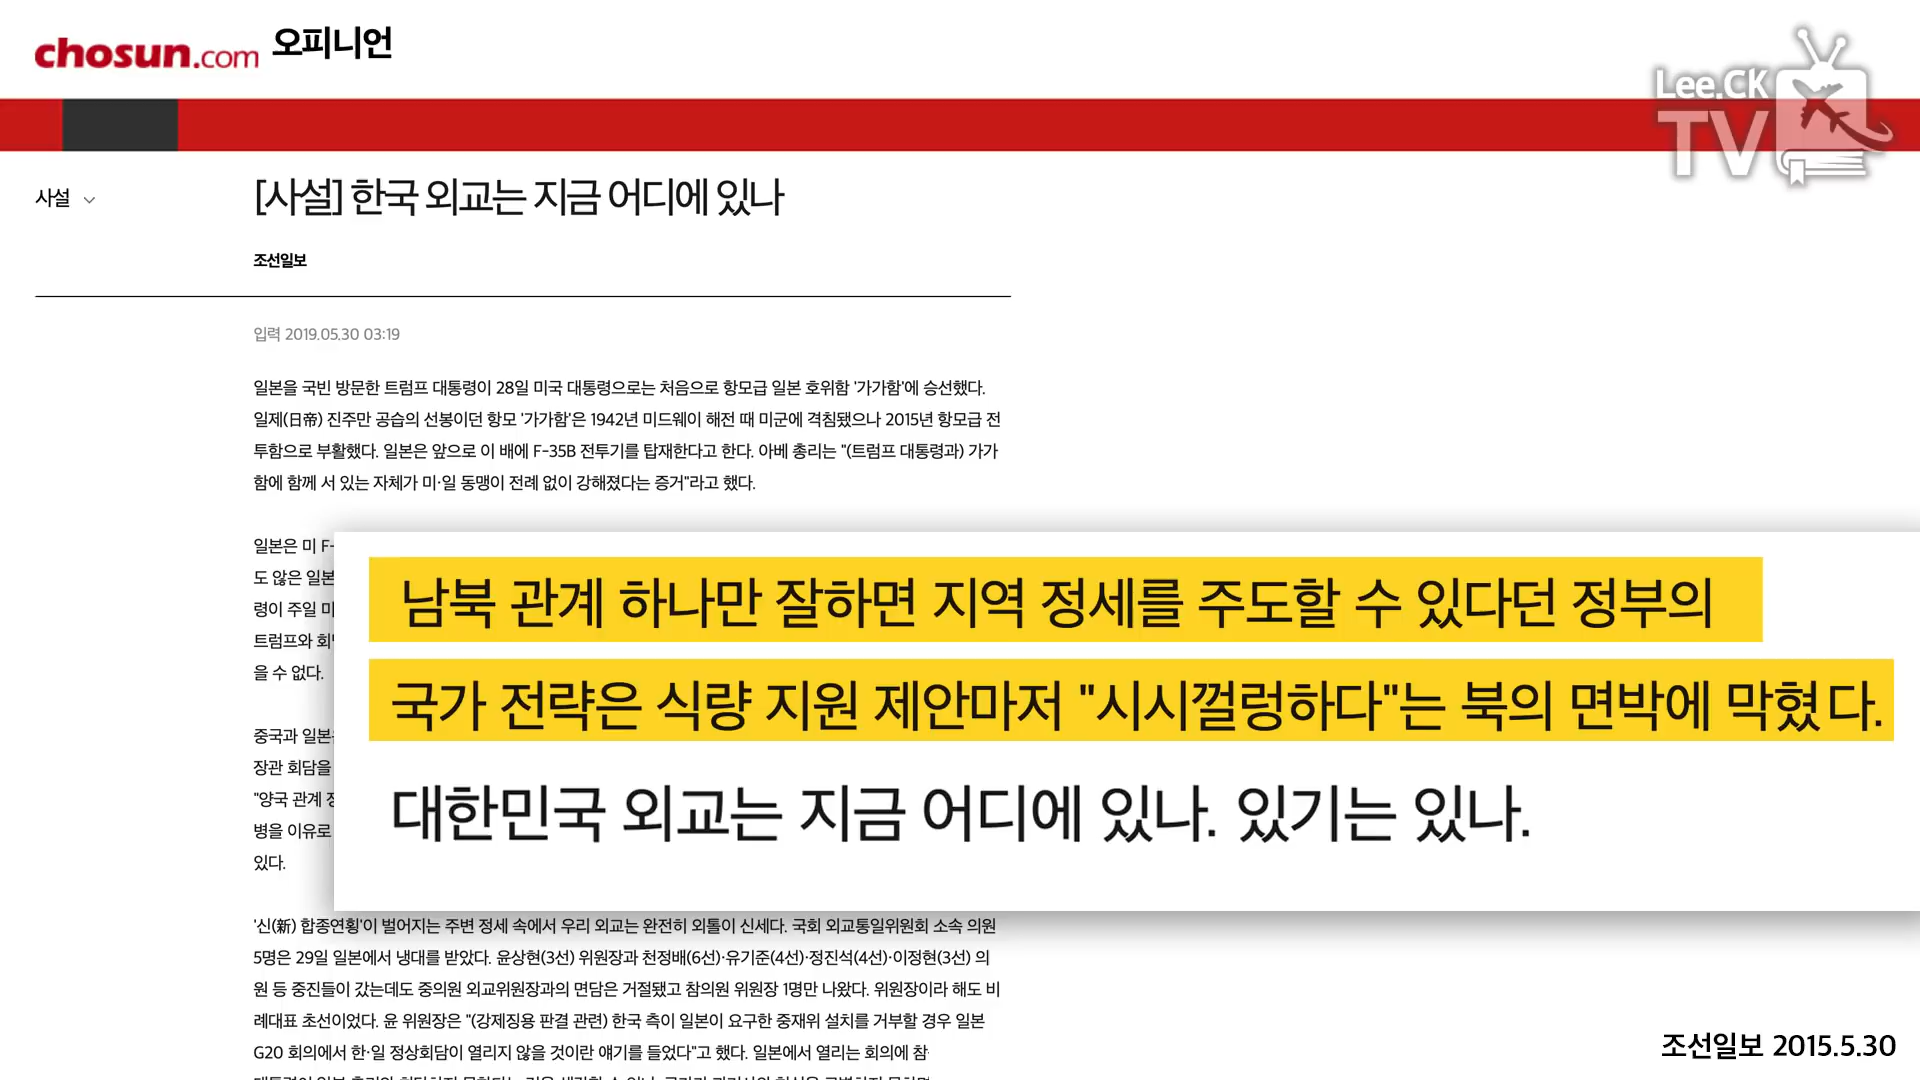 chosun.com 오피니언
Lee.CK
TV
사설
[사설] 한국 외교는 지금 어디에 있나
조선일보
입력 2019.05.30 03:19
일본을 국빈 방문한 트럼프 대통령이 28일 미국 대통령으로는 처음으로 항모급 일본 호위함 '가가함'에 승선했다.
일제(日帝) 진주만 공습의 선봉이던 항모 '가가함'은 1942년 미드웨이 해전 때 미군에 격침됐으나 2015년 항모급 전
투함으로 부활했다. 일본은 앞으로 이 배에 F-35B 전투기를 탑재한다고 한다. 아베 총리는 "(트럼프 대통령과) 가가
함에 함께 서 있는 자체가 미·일 동맹이 전례 없이 강해졌다는 증거"라고 했다.
일본은 미 F-
도 않은 일본
령이 주일 미
트럼프와 회
을 수 없다.
중국과 일본
장관 회담을
"양국 관계
병을 이유로
있다.
남북 관계 하나만 잘하면 지역 정세를 주도할 수 있다던 정부의
국가 전략은 식량 지원 제안마저 "시시껄렁하다"는 북의 면박에 막혔다.
대한민국 외교는 지금 어디에 있나. 있기는 있나.
'신(新) 합종연횡'이 벌어지는 주변 정세 속에서 우리 외교는 완전히 외톨이 신세다. 국회 외교통일위원회 소속 의원
5명은 29일 일본에서 냉대를 받았다. 윤상현(3선) 위원장과 천정배(6선)·유기준(4선)·정진석(4선)·이정현(3선) 의
원 등 중진들이 갔는데도 중의원 외교위원장과의 면담은 거절됐고 참의원 위원장 1명만 나왔다. 위원장이라 해도 비
례대표 초선이었다. 윤 위원장은 "(강제징용 판결 관련) 한국 측이 일본이 요구한 중재위 설치를 거부할 경우 일본
G20 회의에서 한·일 정상회담이 열리지 않을 것이란 얘기를 들었다"고 했다. 일본에서 열리는 회의에 참
조선일보 2015.5.30